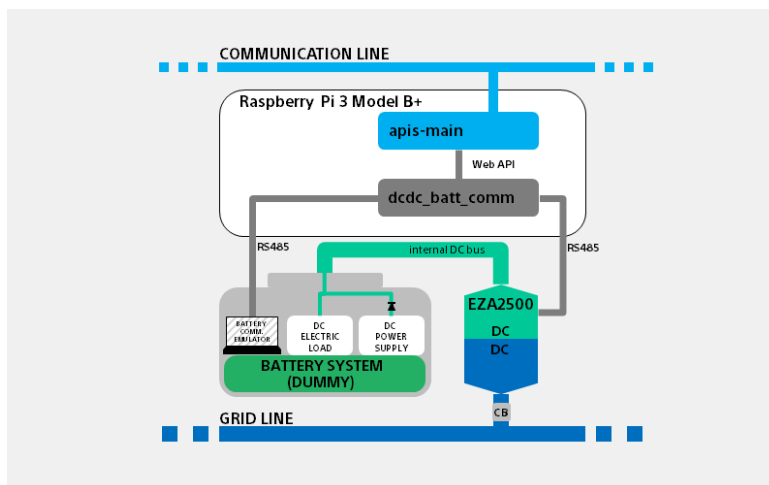 COMMUNICATION LINE
Raspberry Pi 3 Model B+
apis-main
Web API
dcdc_batt_comm
RS485
internal DC bus
RS485
EZA2500
DC
DC
BATTERY
COMM.
EMULATOR
DC
ELECTRIC
LOAD
DC
POWER
SUPPLY
BATTERY SYSTEM
(DUMMY)
CB
GRID LINE